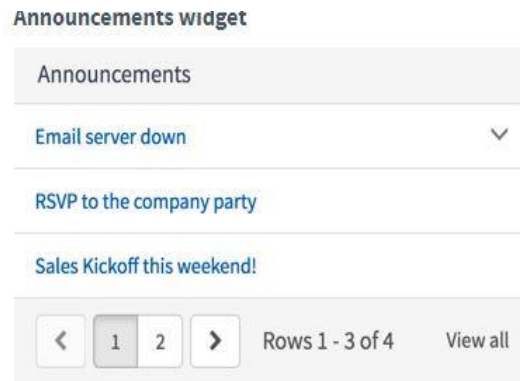 Announcements widget
Announcements
Email server down
RSVP to the company party
Sales Kickoff this weekend!
1 2 Rows 1 - 3 of 4 View all